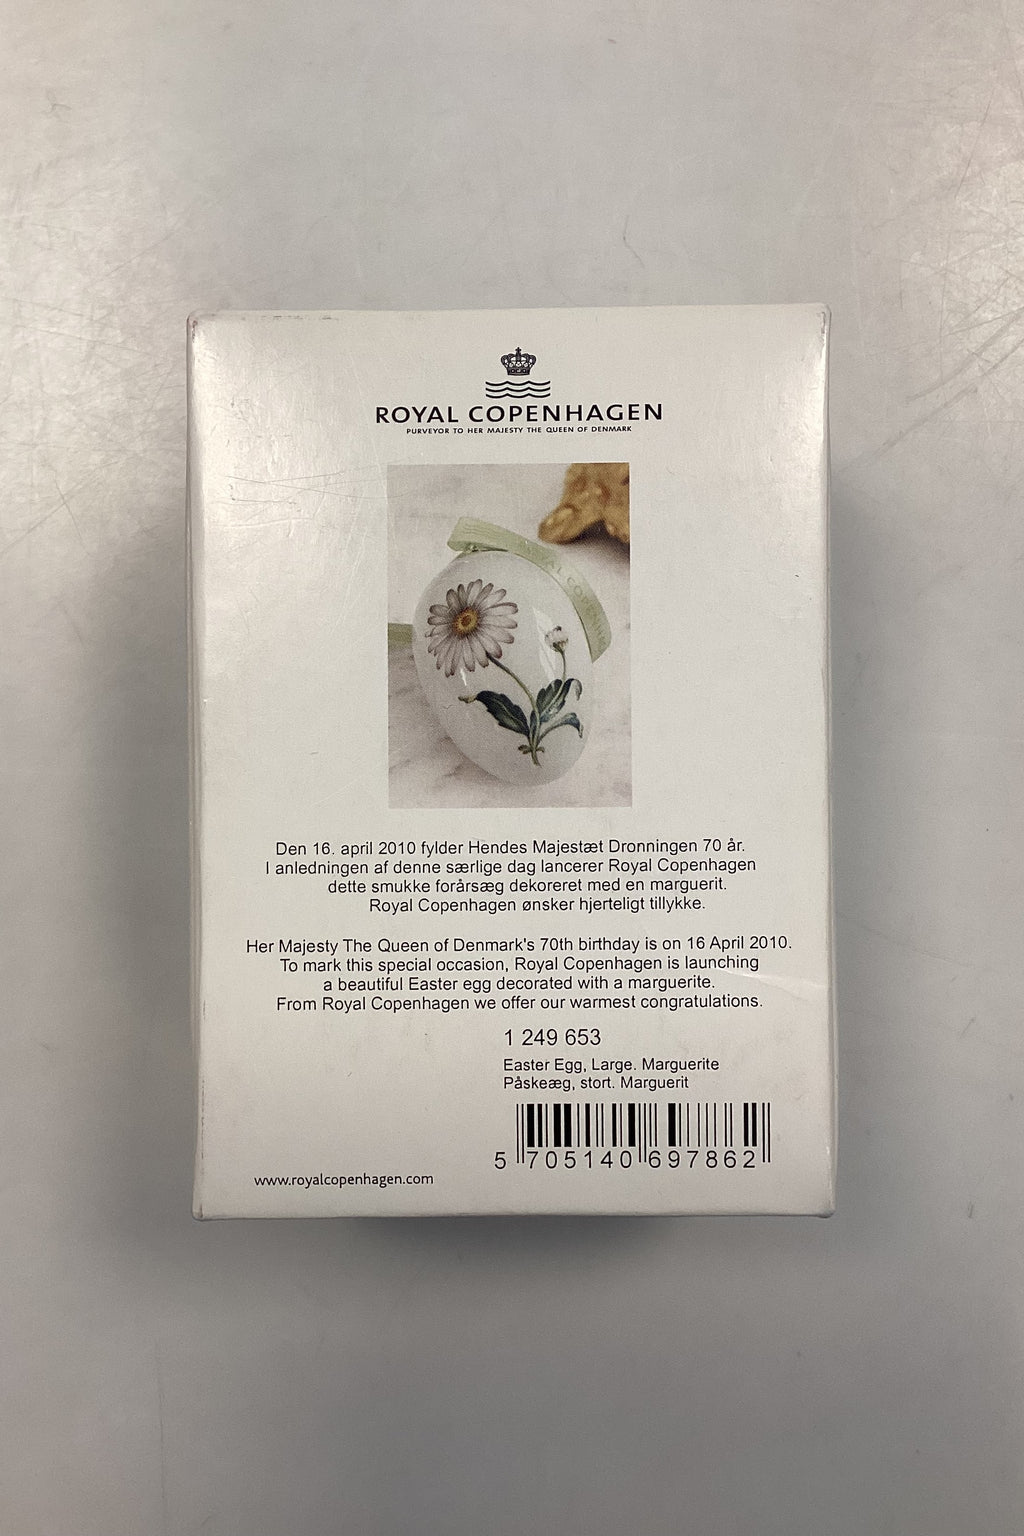 ROYAL COPENHAGEN
PURVEYOR TO HER MAJESTY THE QUEEN OF DENMARK
Den 16. april 2010 fylder Hendes Majestæt Dronningen 70 år.
I anledningen af denne særlige dag lancerer Royal Copenhagen
dette smukke forårsæg dekoreret med en marguerit.
Royal Copenhagen ønsker hjerteligt tillykke.
Her Majesty The Queen of Denmark's 70th birthday is on 16 April 2010.
To mark this special occasion, Royal Copenhagen is launching
a beautiful Easter egg decorated with a marguerite.
From Royal Copenhagen we offer our warmest congratulations.
1 249 653
Easter Egg, Large. Marguerite
Påskeæg, stort. Marguerit
5 705140 697862
www.royalcopenhagen.com